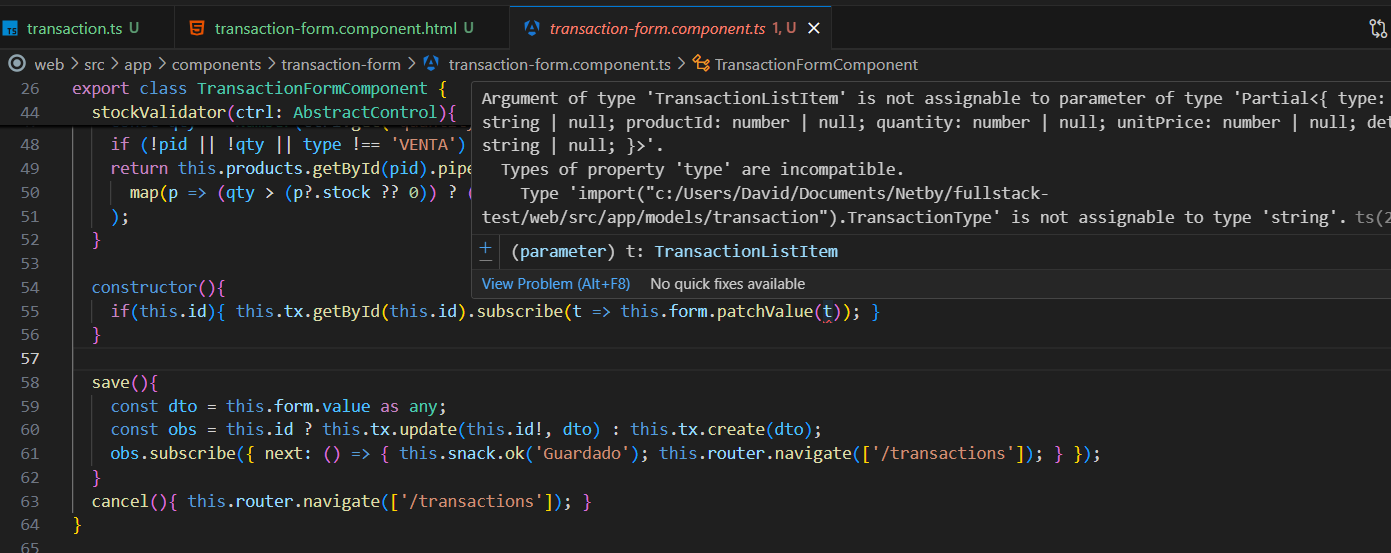 TS transaction.ts U
transaction-form.component.html U
transaction-form.component.ts 1, U
web > src > app > components > transaction-form > transaction-form.component.ts > TransactionFormComponent
26 export class TransactionFormComponent {
44 stockValidator(ctrl: AbstractControl){
48 if (!pid || !qty || type !== 'VENTA')
49 return this.products.getById(pid).pipe
50 map(p => (qty > (p?.stock ?? 0)) ? (
51 );
52 }
53
54 constructor(){
55 if(this.id){ this.tx.getById(this.id).subscribe(t => this.form.patchValue(t)); }
56 }
57
58 save(){
59 const dto = this.form.value as any;
60 const obs = this.id ? this.tx.update(this.id!, dto) : this.tx.create(dto);
61 obs.subscribe({ next: () => { this.snack.ok('Guardado'); this.router.navigate(['/transactions']); } });
62 }
63 cancel(){ this.router.navigate(['/transactions']); }
64 }
65
Argument of type 'TransactionListItem' is not assignable to parameter of type 'Partial<{ type:
string | null; productId: number | null; quantity: number | null; unitPrice: number | null; det
string | null; }>'.
Types of property 'type' are incompatible.
Type 'import("c:/Users/David/Documents/Netby/fullstack-
test/web/src/app/models/transaction").TransactionType' is not assignable to type 'string'. ts(2
(parameter) t: TransactionListItem
View Problem (Alt+F8) No quick fixes available